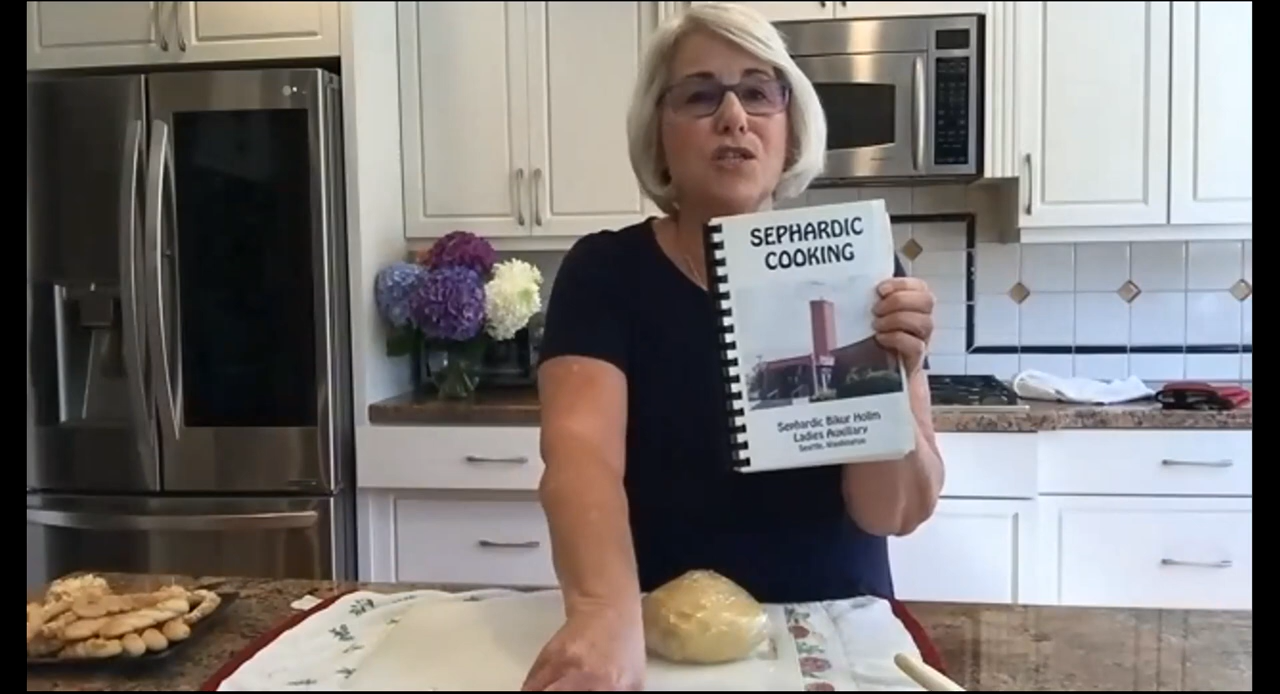 SEPHARDIC
COOKING
Sephardic Bikur Holim
Ladies Auxiliary
Seattle, Washington